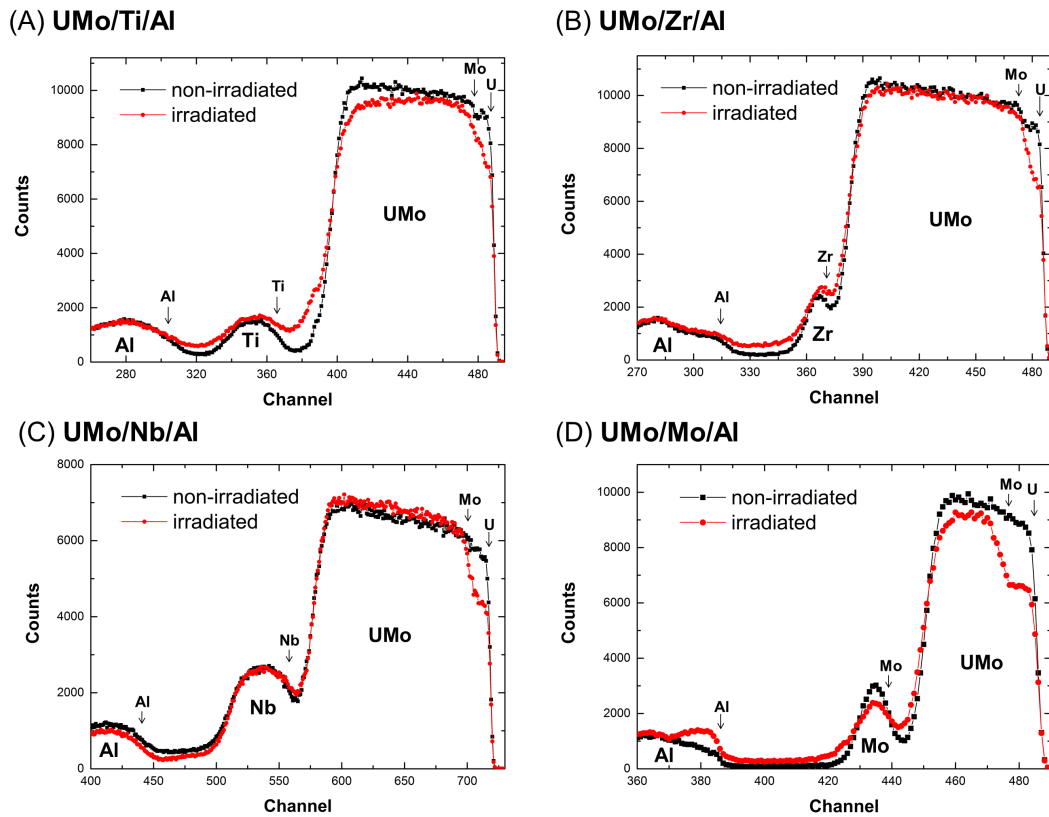 (A) UMo/Ti/Al
10000
8000
6000
4000
2000
0
Counts
non-irradiated
irradiated
Mo
U
UMo
Al
Ti
Al
Ti
280
320
360
400
440
480
Channel
(B) UMo/Zr/Al
10000
8000
6000
4000
2000
0
Counts
non-irradiated
irradiated
Mo
U
UMo
Zr
Al
Zr
Al
270
300
330
360
390
420
450
480
Channel
(C) UMo/Nb/Al
8000
6000
4000
2000
0
Counts
non-irradiated
irradiated
Mo
U
UMo
Nb
Al
Nb
Al
400
450
500
550
600
650
700
Channel
(D) UMo/Mo/Al
10000
8000
6000
4000
2000
0
Counts
non-irradiated
irradiated
Mo
U
UMo
Mo
Al
Mo
Al
360
380
400
420
440
460
480
Channel